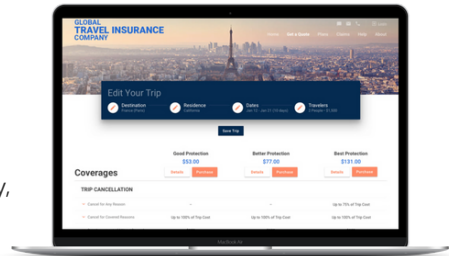 GLOBAL
TRAVEL INSURANCE
COMPANY
Home Get a Quote Plans Claims Help About
Edit Your Trip
Destination
Residence
California
Dates
Travelers
Save Trip
Good Protection Better Protection Best Protection
$53.00 $77.00 $131.00
Coverages
Details Purchase Details Purchase Details Purchase
TRIP CANCELLATION
Cancel for Any Reason -- -- Up to 75% of Trip Cost
Cancel for Covered Reasons Up to 100% of Trip Cost Up to 100% of Trip Cost Up to 100% of Trip Cost
y,
MacBook Air